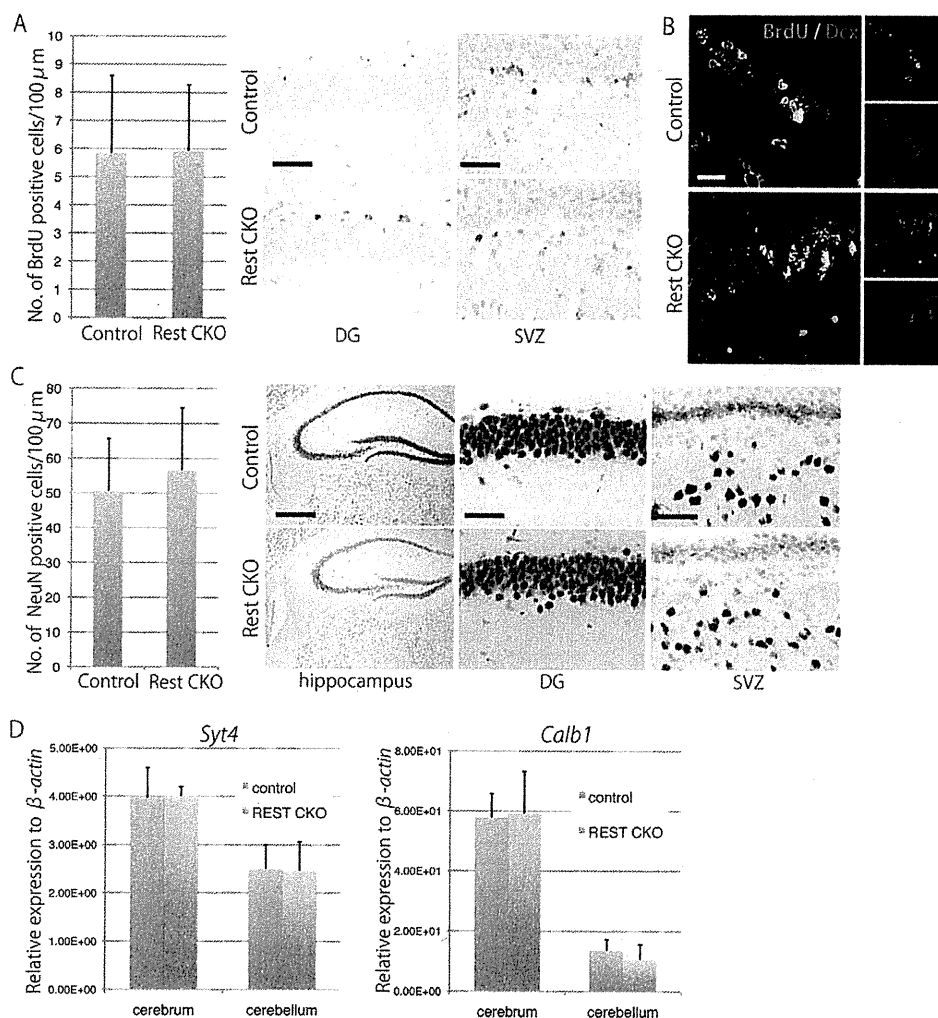 A
No. of BrdU positive cells/100 μm
10
9
8
7
6
5
4
3
2
1
0
Control
Rest CKO
Control
Rest CKO
DG
SVZ
B
BrdU / Dcx
Control
Rest CKO
C
No. of NeuN positive cells/100 μm
80
70
60
50
40
30
20
10
0
Control
Rest CKO
Control
Rest CKO
hippocampus
DG
SVZ
D
Syt4
Relative expression to β-actin
5.00E+00
4.00E+00
3.00E+00
2.00E+00
1.00E+00
0.00E+00
control
REST CKO
cerebrum
cerebellum
Calb1
Relative expression to β-actin
8.00E+01
6.00E+01
4.00E+01
2.00E+01
0.00E+00
control
REST CKO
cerebrum
cerebellum